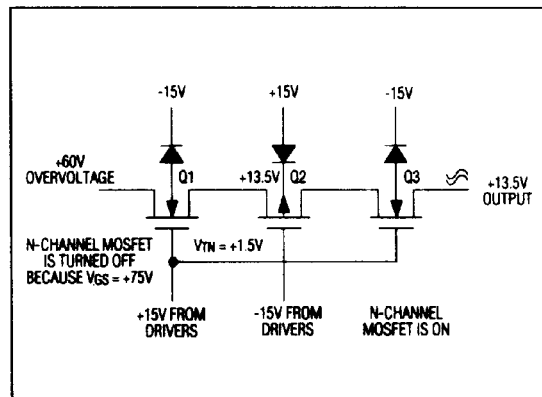 -15V +15V -15V
+60V
OVERVOLTAGE
Q1 +13.5V Q2 Q3
+13.5V
OUTPUT
N-CHANNEL MOSFET
IS TURNED OFF
BECAUSE VGS = +75V
VTN = +1.5V
+15V FROM
DRIVERS
-15V FROM
DRIVERS
N-CHANNEL
MOSFET IS ON